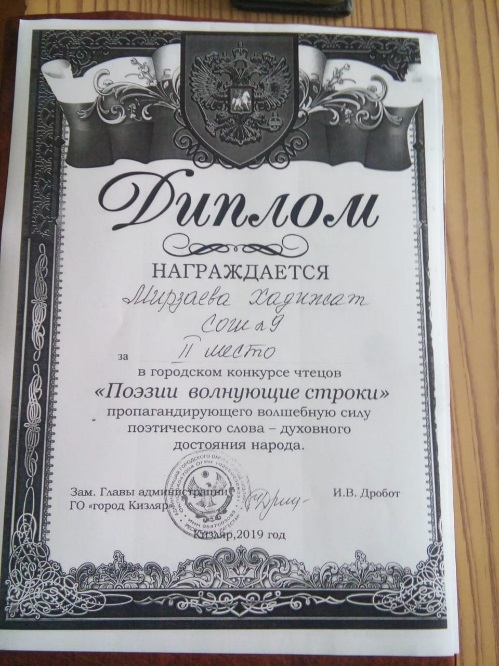 Диплом
НАГРАЖДАЕТСЯ
Мирзаева Хадижат
сош №9
за II место
в городском конкурсе чтецов
«Поэзии волнующие строки»
пропагандирующего волшебную силу
поэтического слова – духовного
достояния народа.
Зам. Главы администрации
ГО «город Кизляр»
И.В. Дробот
Кизляр,2019 год